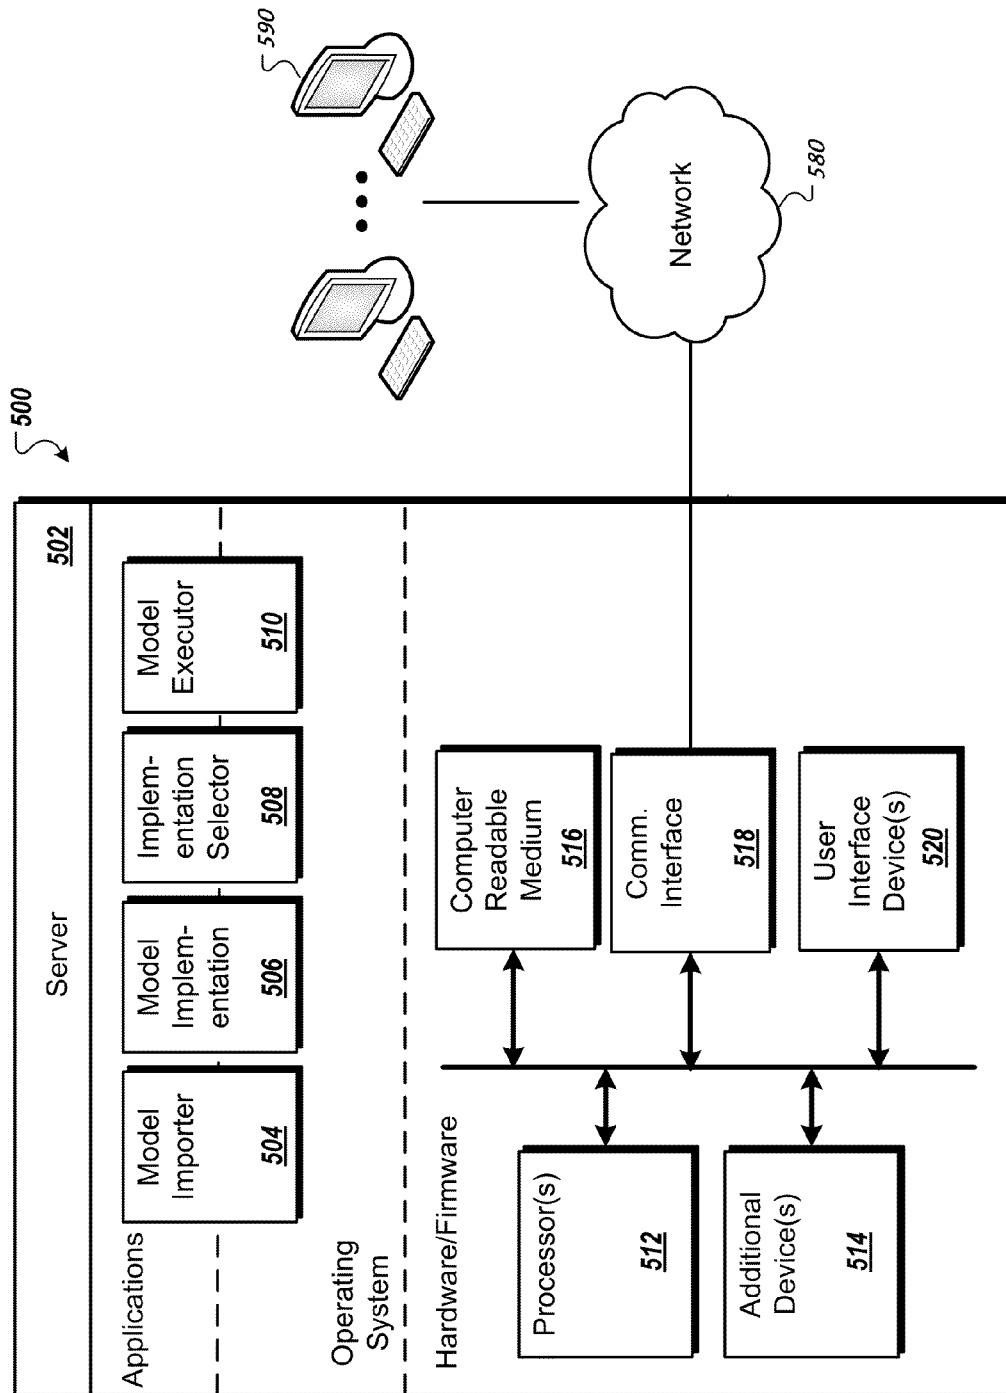 500
Server
502
Applications
Model
Importer
504
Model
Implem-
entation
506
Implem-
entation
Selector
508
Model
Executor
510
Operating
System
Hardware/Firmware
Processor(s)
512
Additional
Device(s)
514
Computer
Readable
Medium
516
Comm.
Interface
518
User
Interface
Device(s)
520
590
Network
580